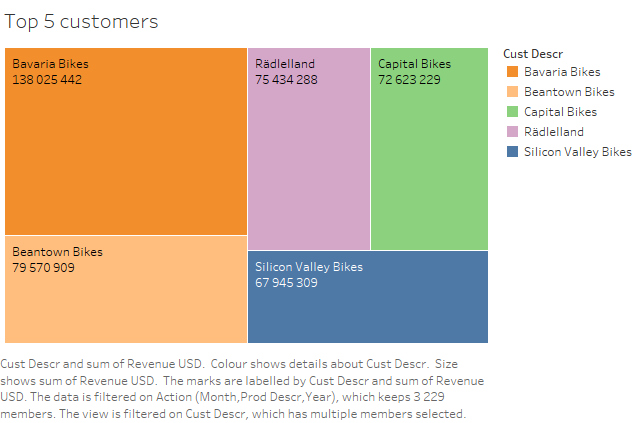 Top 5 customers
Bavaria Bikes
138 025 442
Rädlelland
75 434 288
Capital Bikes
72 623 229
Beantown Bikes
79 570 909
Silicon Valley Bikes
67 945 309
Cust Descr
Bavaria Bikes
Beantown Bikes
Capital Bikes
Rädlelland
Silicon Valley Bikes
Cust Descr and sum of Revenue USD.  Colour shows details about Cust Descr.  Size
shows sum of Revenue USD.  The marks are labelled by Cust Descr and sum of Revenue
USD. The data is filtered on Action (Month,Prod Descr,Year), which keeps 3 229
members. The view is filtered on Cust Descr, which has multiple members selected.